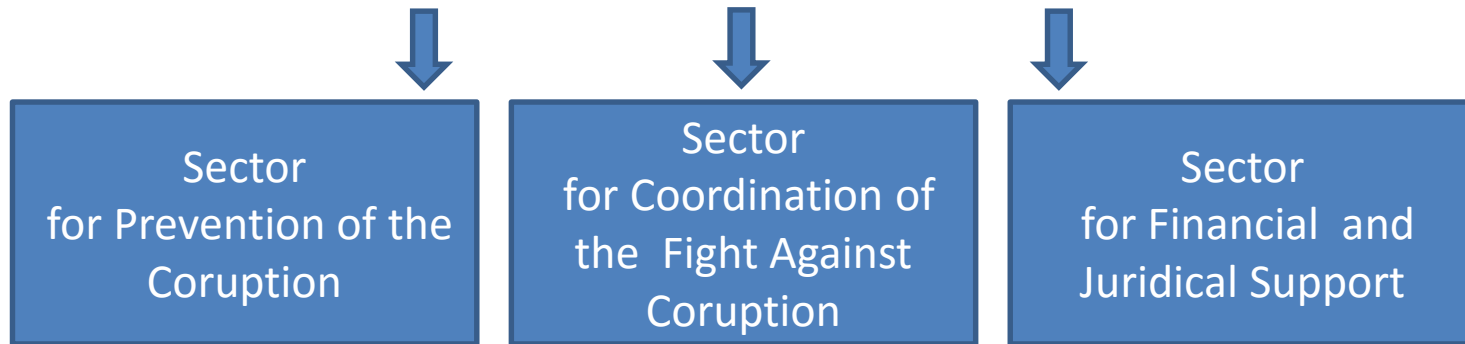 Sector
for Prevention of the
Coruption
Sector
for Coordination of
the  Fight Against
Coruption
Sector
for Financial  and
Juridical Support